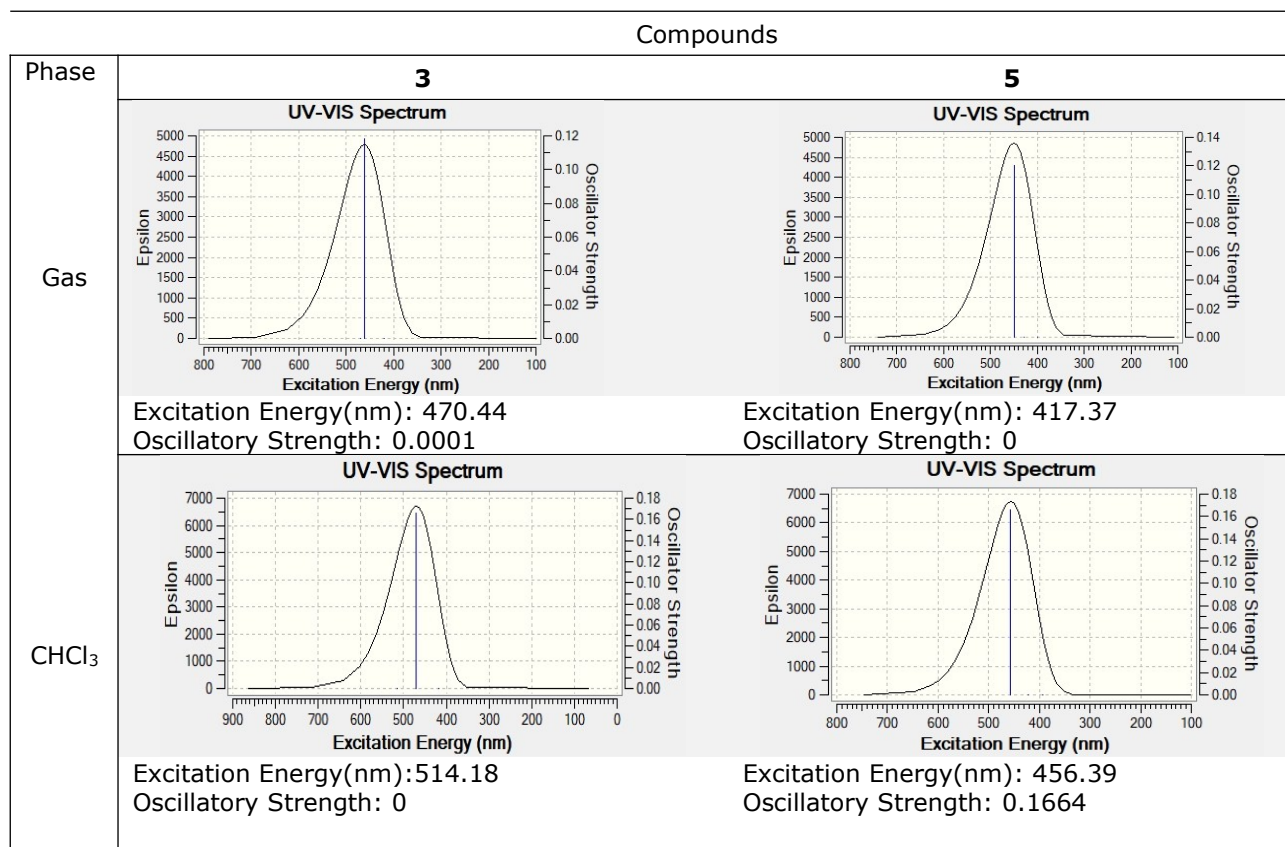 Compounds
Phase
3
5
Gas
UV-VIS Spectrum
5000
4500
4000
3500
3000
2500
2000
1500
1000
500
0
Epsilon
0.12
0.10
0.08
0.06
0.04
0.02
0.00
Oscillator Strength
800 700 600 500 400 300 200 100
Excitation Energy (nm)
Excitation Energy(nm): 470.44
Oscillatory Strength: 0.0001
UV-VIS Spectrum
5000
4500
4000
3500
3000
2500
2000
1500
1000
500
0
Epsilon
0.14
0.12
0.10
0.08
0.06
0.04
0.02
0.00
Oscillator Strength
800 700 600 500 400 300 200 100
Excitation Energy (nm)
Excitation Energy(nm): 417.37
Oscillatory Strength: 0
CHCl₃
UV-VIS Spectrum
7000
6000
5000
4000
3000
2000
1000
0
Epsilon
0.18
0.16
0.14
0.12
0.10
0.08
0.06
0.04
0.02
0.00
Oscillator Strength
900 800 700 600 500 400 300 200 100 0
Excitation Energy (nm)
Excitation Energy(nm):514.18
Oscillatory Strength: 0
UV-VIS Spectrum
7000
6000
5000
4000
3000
2000
1000
0
Epsilon
0.18
0.16
0.14
0.12
0.10
0.08
0.06
0.04
0.02
0.00
Oscillator Strength
800 700 600 500 400 300 200 100
Excitation Energy (nm)
Excitation Energy(nm): 456.39
Oscillatory Strength: 0.1664